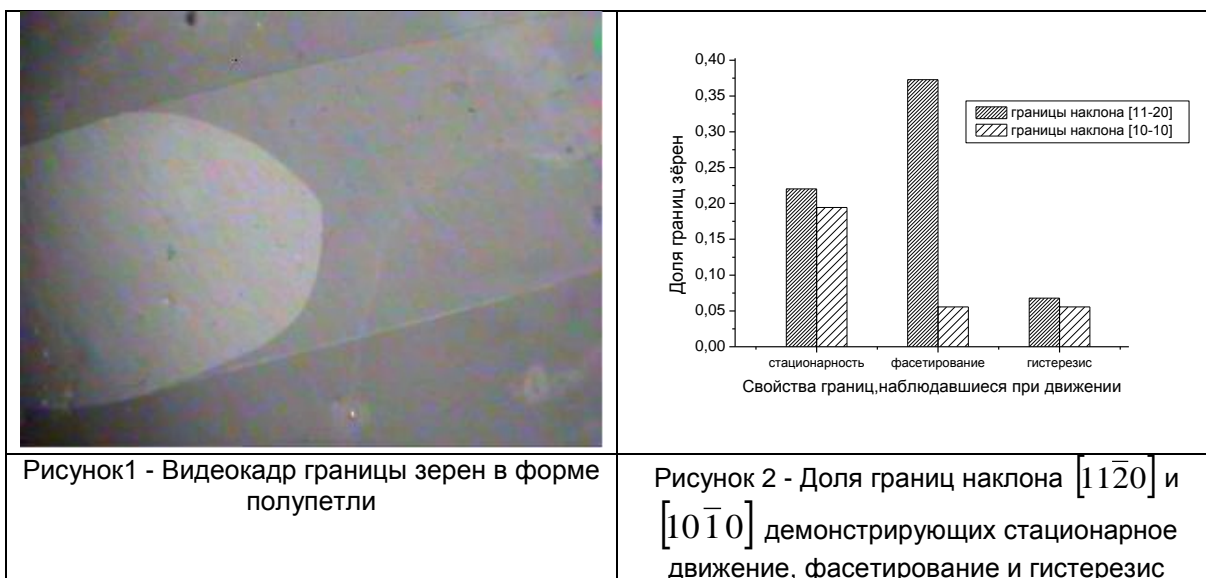 0,40
0,35
0,30
0,25
0,20
0,15
0,10
0,05
0,00
Доля границ зёрен
границы наклона [11-20]
границы наклона [10-10]
стационарность фасетирование гистерезис
Свойства границ,наблюдавшиеся при движении
Рисунок1 - Видеокадр границы зерен в форме
полупетли
Рисунок 2 - Доля границ наклона [112̅0] и
[101̅0] демонстрирующих стационарное
движение, фасетирование и гистерезис